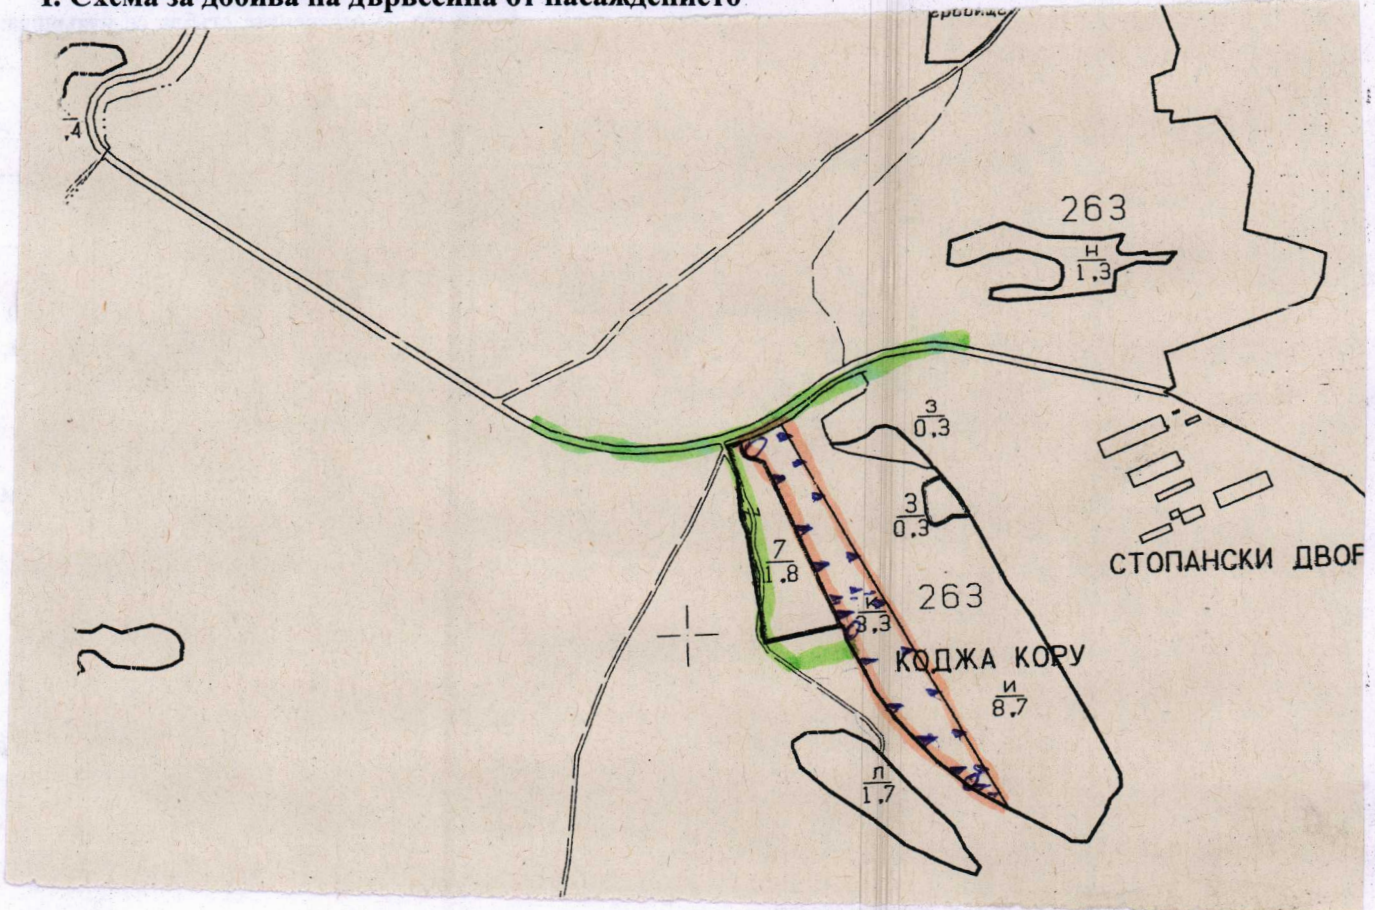 1. Схема за добива на дървесина от насаждението
,4
263
н
1,3
З
0,3
З
0,3
7
1,8
263
к
3,3
КОДЖА КОРУ
и
8,7
л
1,7
СТОПАНСКИ ДВОР